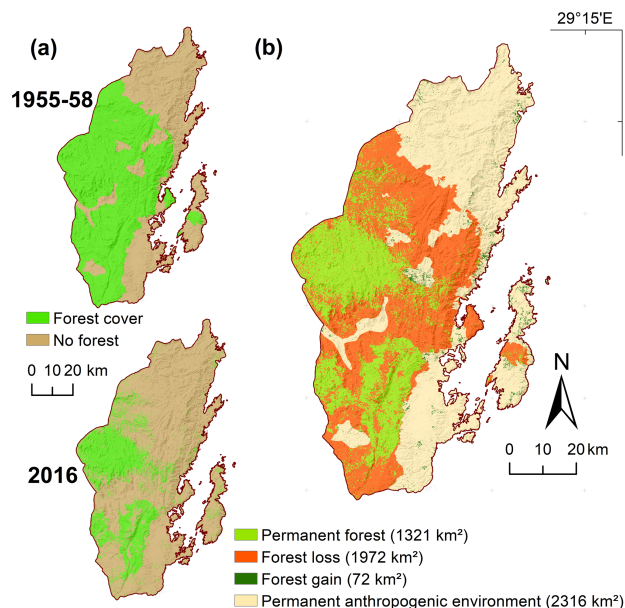 (a)
1955-58
Forest cover
No forest
0 10 20 km
2016
(b)
29°15'E
N
0 10 20 km
Permanent forest (1321 km²)
Forest loss (1972 km²)
Forest gain (72 km²)
Permanent anthropogenic environment (2316 km²)